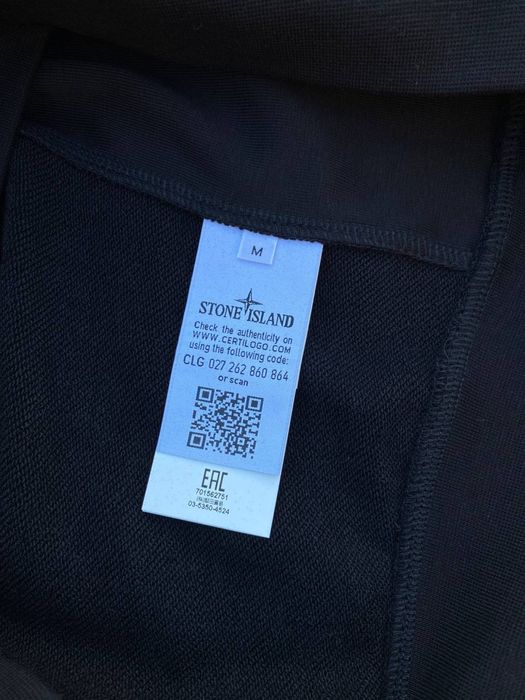 M
STONE ISLAND
Check the authenticity on
WWW.CERTILOGO.COM
using the following code:
CLG 027 262 860 864
or scan
EAC
701562751
03-5350-4524